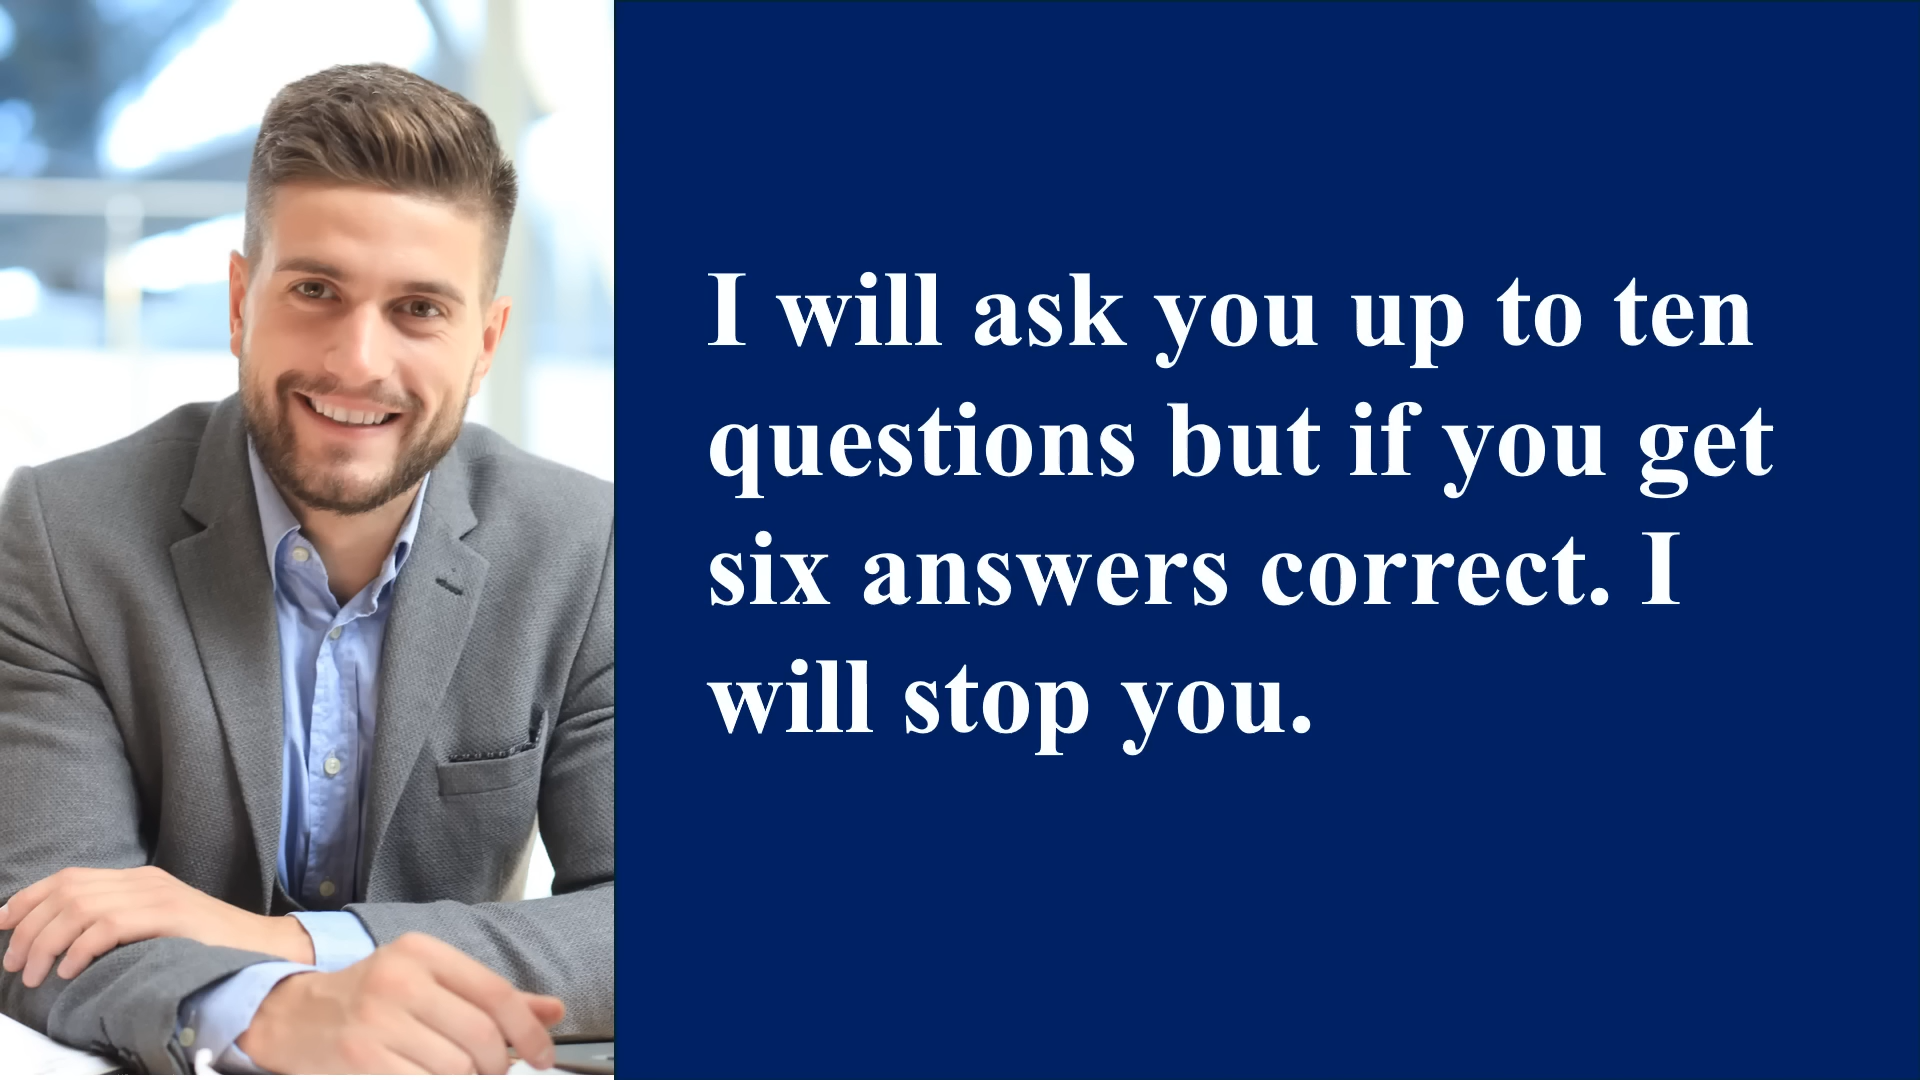 I will ask you up to ten
questions but if you get
six answers correct. I
will stop you.